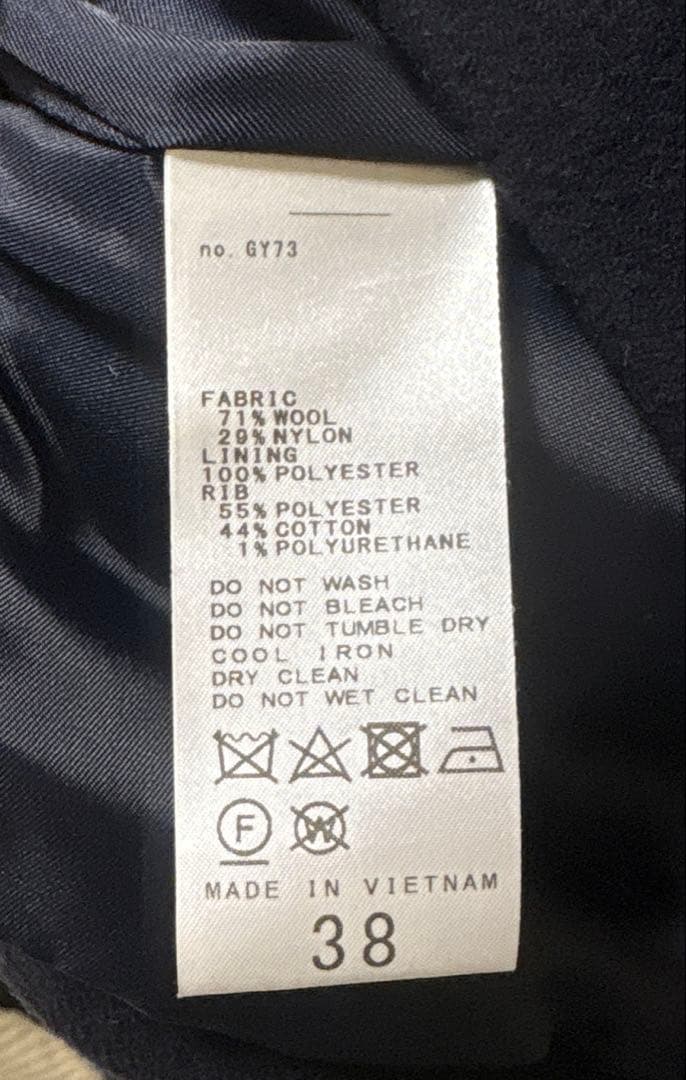 no. GY73
FABRIC
71% WOOL
29% NYLON
LINING
100% POLYESTER
RIB
55% POLYESTER
44% COTTON
1% POLYURETHANE
DO NOT WASH
DO NOT BLEACH
DO NOT TUMBLE DRY
COOL IRON
DRY CLEAN
DO NOT WET CLEAN
F W
MADE IN VIETNAM
38